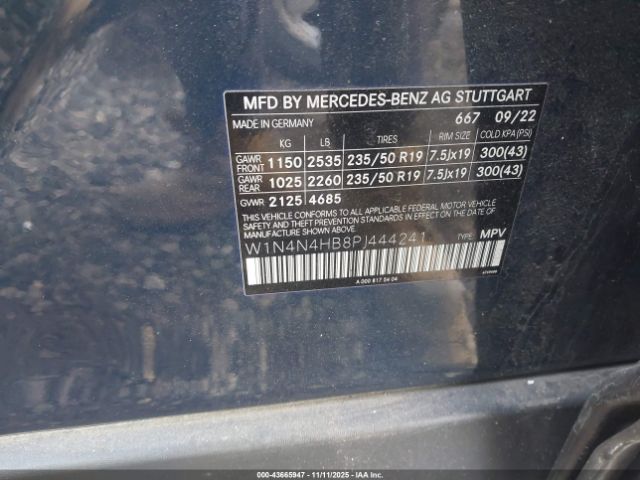 MFD BY MERCEDES-BENZ AG STUTTGART
MADE IN GERMANY 667 09/22
KG LB TIRES RIM SIZE COLD KPA (PSI)
GAWR FRONT 1150 2535 235/50 R19 7.5Jx19 300(43)
GAWR REAR 1025 2260 235/50 R19 7.5Jx19 300(43)
GVWR 2125 4685
THIS VEHICLE CONFORMS TO ALL APPLICABLE FEDERAL MOTOR VEHICLE
SAFETY AND THEFT PREVENTION STANDARDS IN EFFECT ON THE DATE OF
MANUFACTURE SHOWN ABOVE.
W1N4N4HB8PJ444241 TYPE: MPV
A 000 817 54 04
000-43665947 - 11/11/2025 - IAAI.com